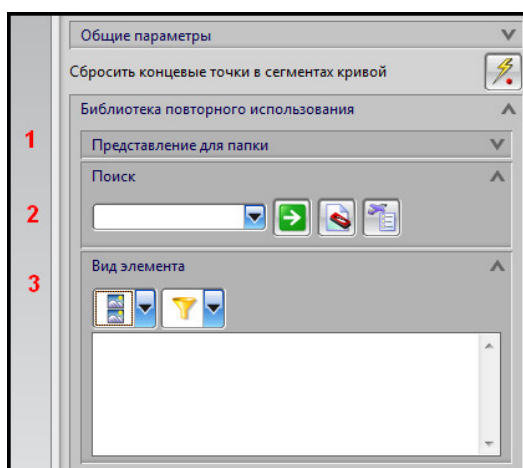 Общие параметры
Сбросить концевые точки в сегментах кривой
Библиотека повторного использования
1 Представление для папки
Поиск
2
3 Вид элемента